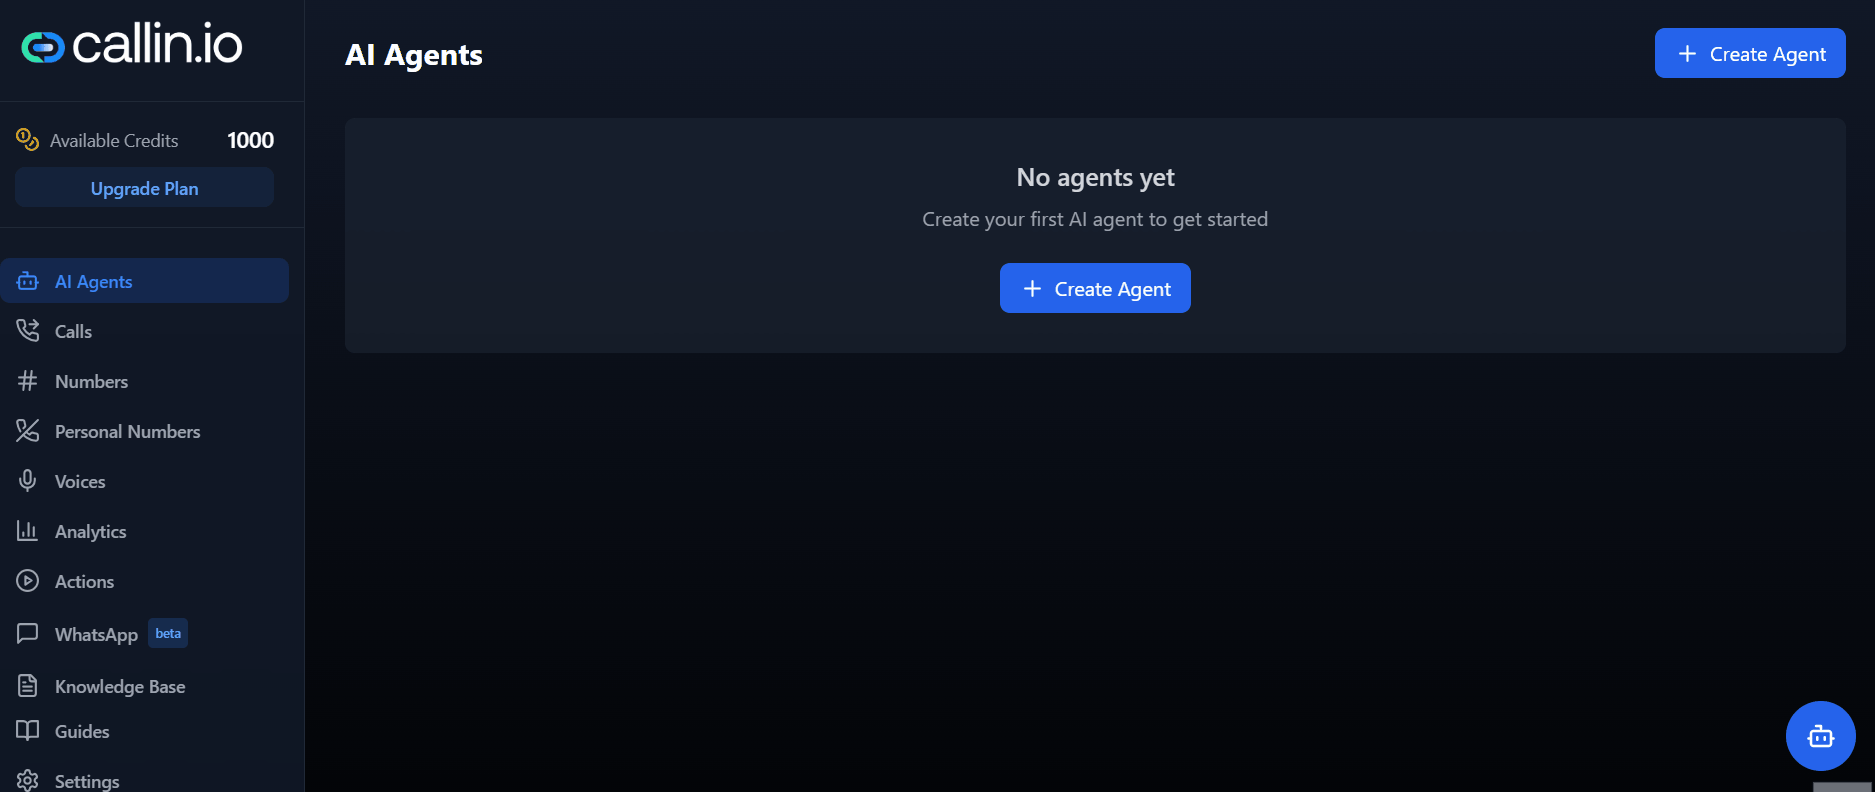 callin.io
Available Credits 1000
Upgrade Plan
AI Agents
Calls
Numbers
Personal Numbers
Voices
Analytics
Actions
WhatsApp beta
Knowledge Base
Guides
Settings
AI Agents
+ Create Agent
No agents yet
Create your first AI agent to get started
+ Create Agent